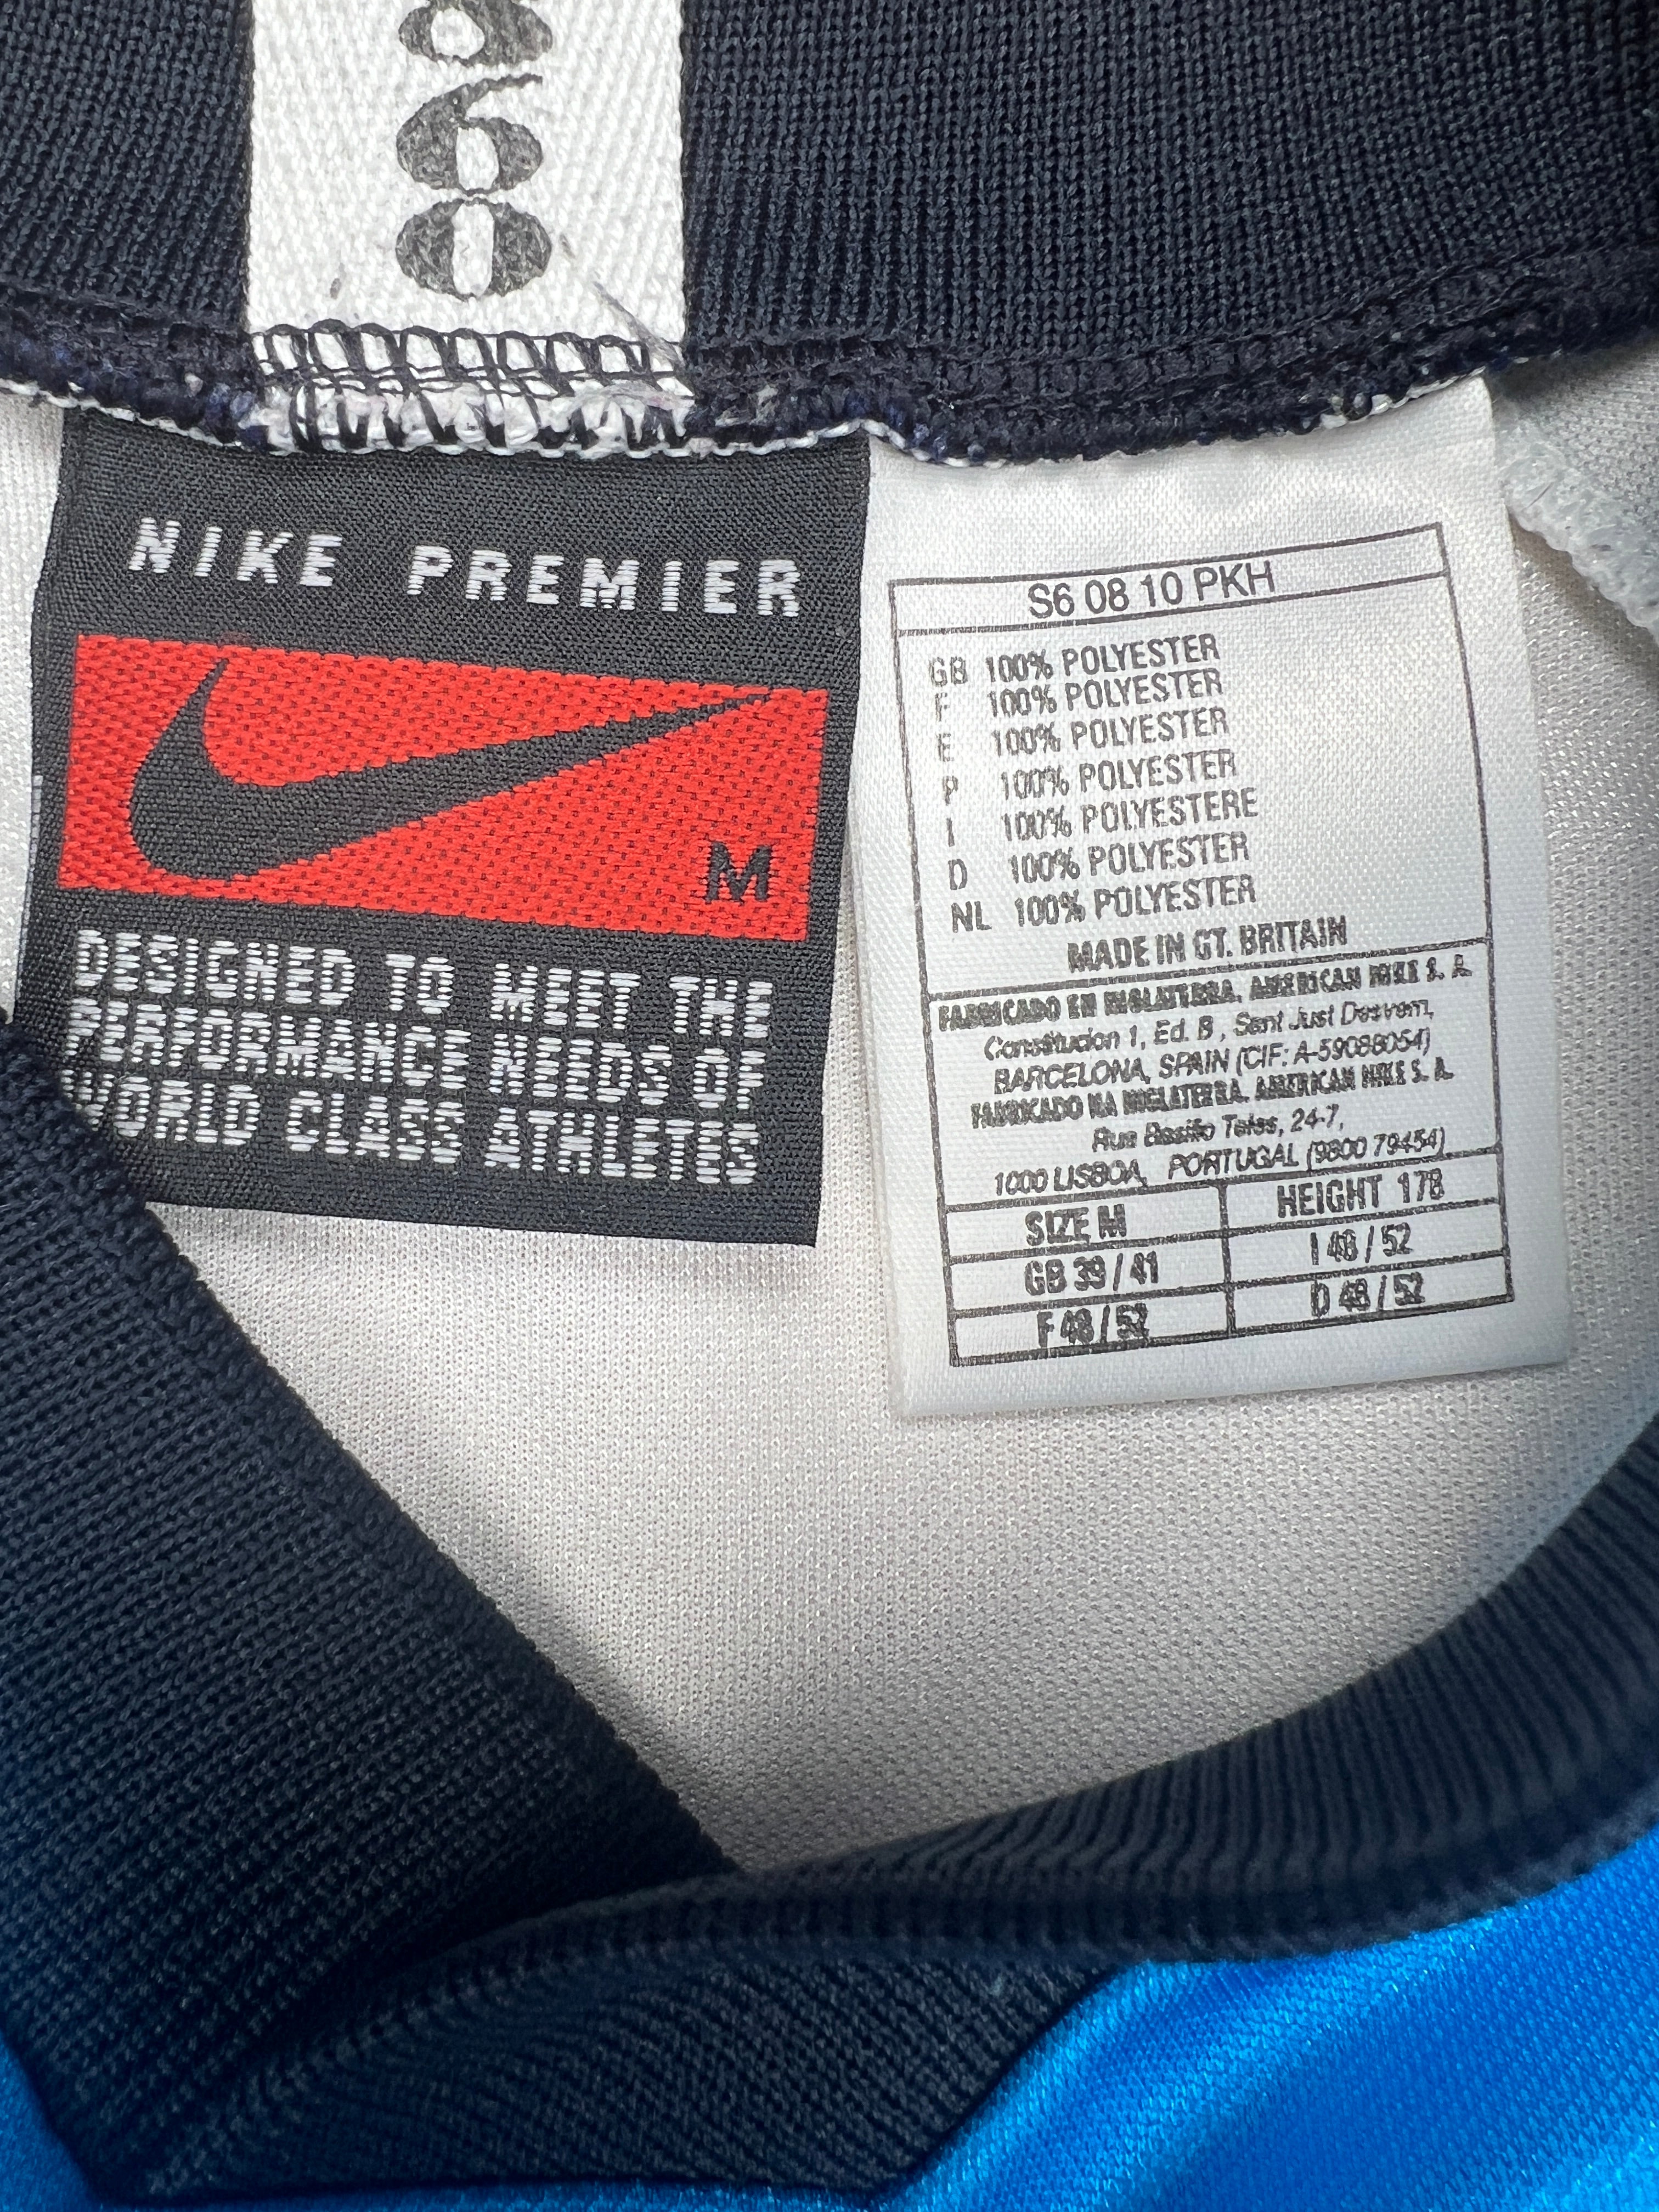 860
NIKE PREMIER
M
DESIGNED TO MEET THE
PERFORMANCE NEEDS OF
WORLD CLASS ATHLETES
S6 08 10 PKH
GB 100% POLYESTER
F 100% POLYESTER
E 100% POLYESTER
P 100% POLYESTER
I 100% POLYESTERE
D 100% POLYESTER
NL 100% POLYESTER
MADE IN GT. BRITAIN
FABRICADO EN INGLATERRA, AMERICAN NIKE S. A.
Constitucion 1, Ed. B, Sant Just Desvern,
BARCELONA, SPAIN (CIF: A-59088054)
FABRICADO NA INGLATERRA. AMERICAN NIKE S. A.
Rua Basilio Teles, 24-7,
1000 LISBOA, PORTUGAL (9800 79454)
SIZE M HEIGHT 178
GB 39 / 41 I 48 / 52
F 48 / 52 D 48 / 52